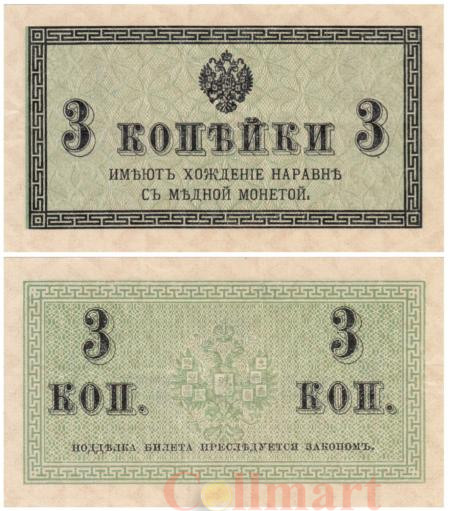 3 КОПѢЙКИ 3
ИМѢЮТЪ ХОЖДЕНІЕ НАРАВНѢ
СЪ МѢДНОЙ МОНЕТОЙ.
3 3
КОП. КОП.
ПОДДѢЛКА БИЛЕТА ПРЕСЛѢДУЕТСЯ ЗАКОНОМЪ.
Collmart